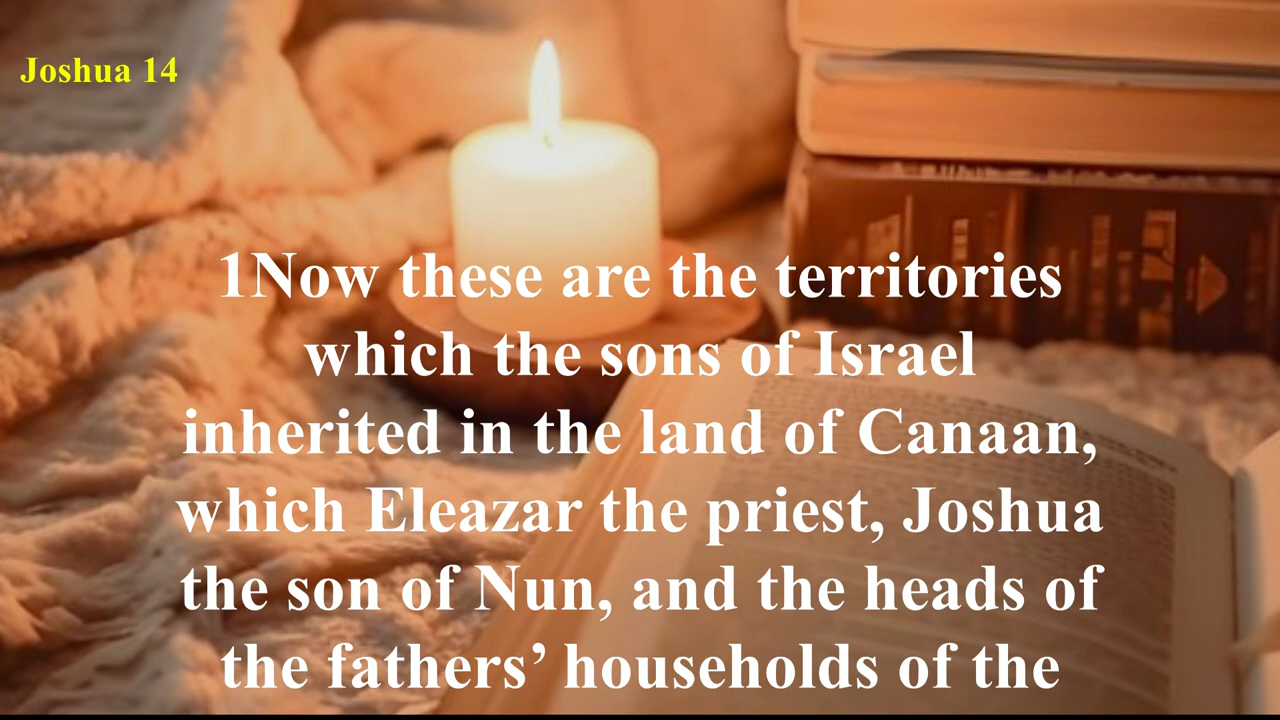 Joshua 14
1Now these are the territories
which the sons of Israel
inherited in the land of Canaan,
which Eleazar the priest, Joshua
the son of Nun, and the heads of
the fathers’ households of the